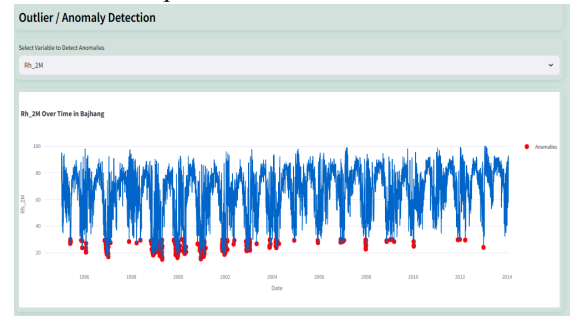 Outlier / Anomaly Detection
Select Variable to Detect Anomalies
Rh_2M
Rh_2M Over Time in Bajhang
Anomalies
100
80
60
40
20
Rh_2M
1996 1998 2000 2002 2004 2006 2008 2010 2012 2014
Date